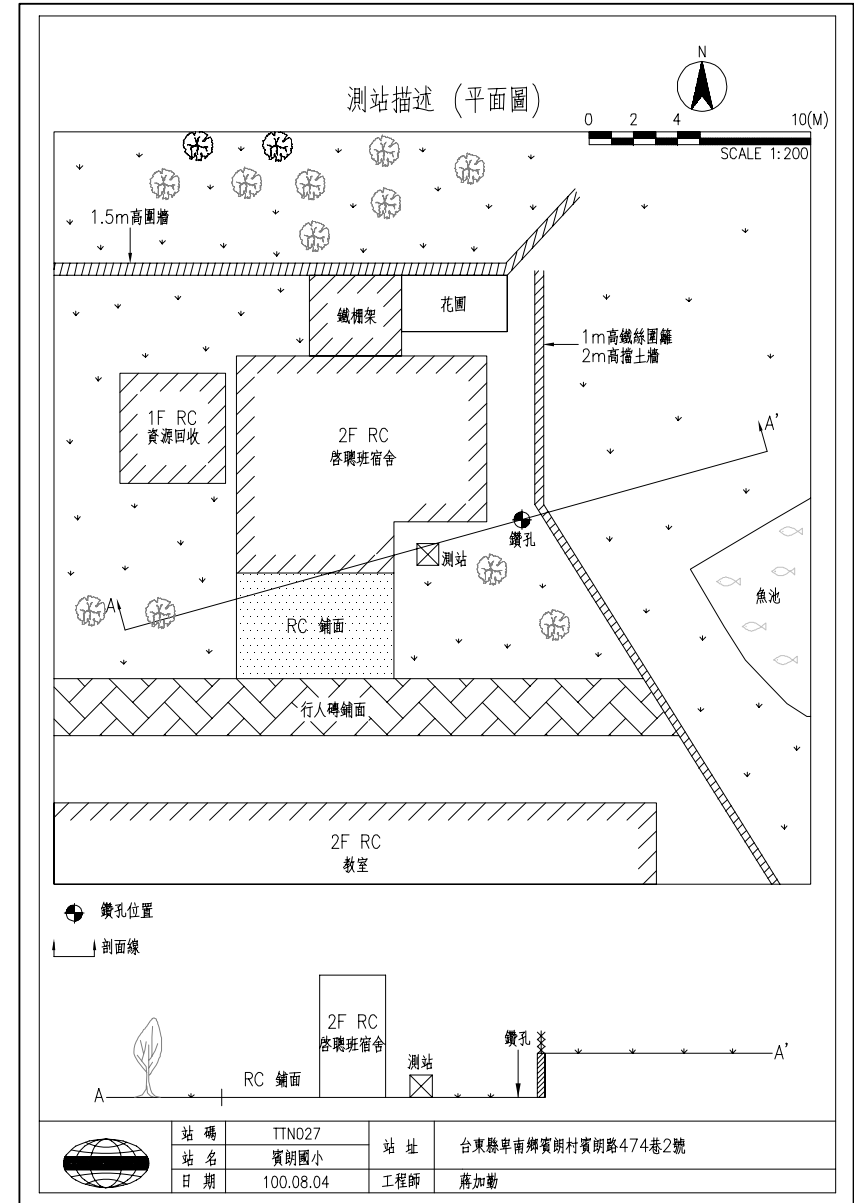 測站描述 (平面圖)
N
0 2 4 10(M)
SCALE 1:200
1.5m高圍牆
鐵柵架
花圃
1m高鐵絲圍籬
2m高擋土牆
1F RC
資源回收
2F RC
啓聰班宿舍
A'
鑽孔
測站
魚池
A
RC 鋪面
行人磚鋪面
2F RC
教室
鑽孔位置
剖面線
2F RC
啓聰班宿舍
鑽孔
測站
RC 鋪面
A
A'
站碼 TTN027
站名 賓朗國小
日期 100.08.04
站址 台東縣卑南鄉賓朗村賓朗路474巷2號
工程師 蔣加勤